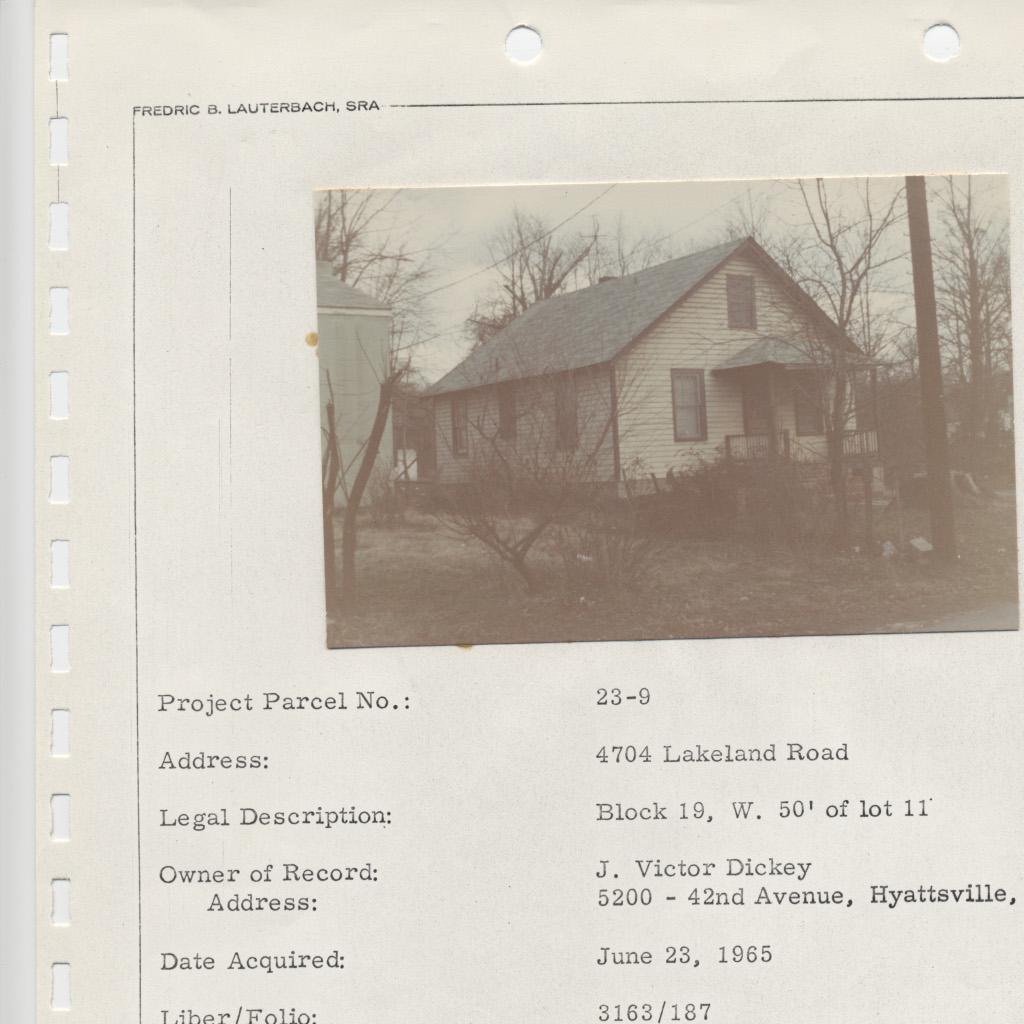 FREDRIC B. LAUTERBACH, SRA
Project Parcel No.: 23-9
Address: 4704 Lakeland Road
Legal Description: Block 19, W. 50' of lot 11
Owner of Record: J. Victor Dickey
Address: 5200 - 42nd Avenue, Hyattsville,
Date Acquired: June 23, 1965
Liber/Folio: 3163/187